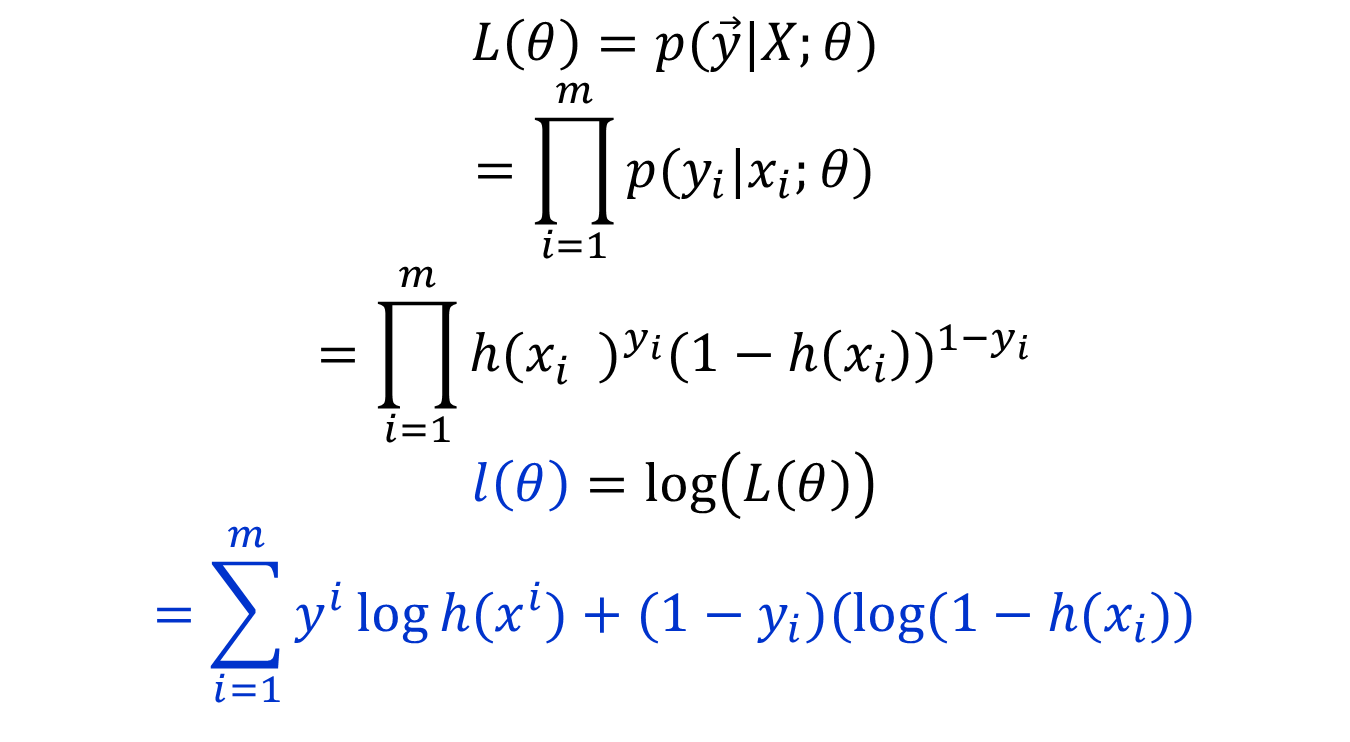 L(θ) = p(y⃗|X; θ)
= ∏_{i=1}^{m} p(y_i|x_i; θ)
= ∏_{i=1}^{m} h(x_i )^{y_i}(1 − h(x_i))^{1−y_i}
l(θ) = log(L(θ))
= ∑_{i=1}^{m} y^i log h(x^i) + (1 − y_i)(log(1 − h(x_i))